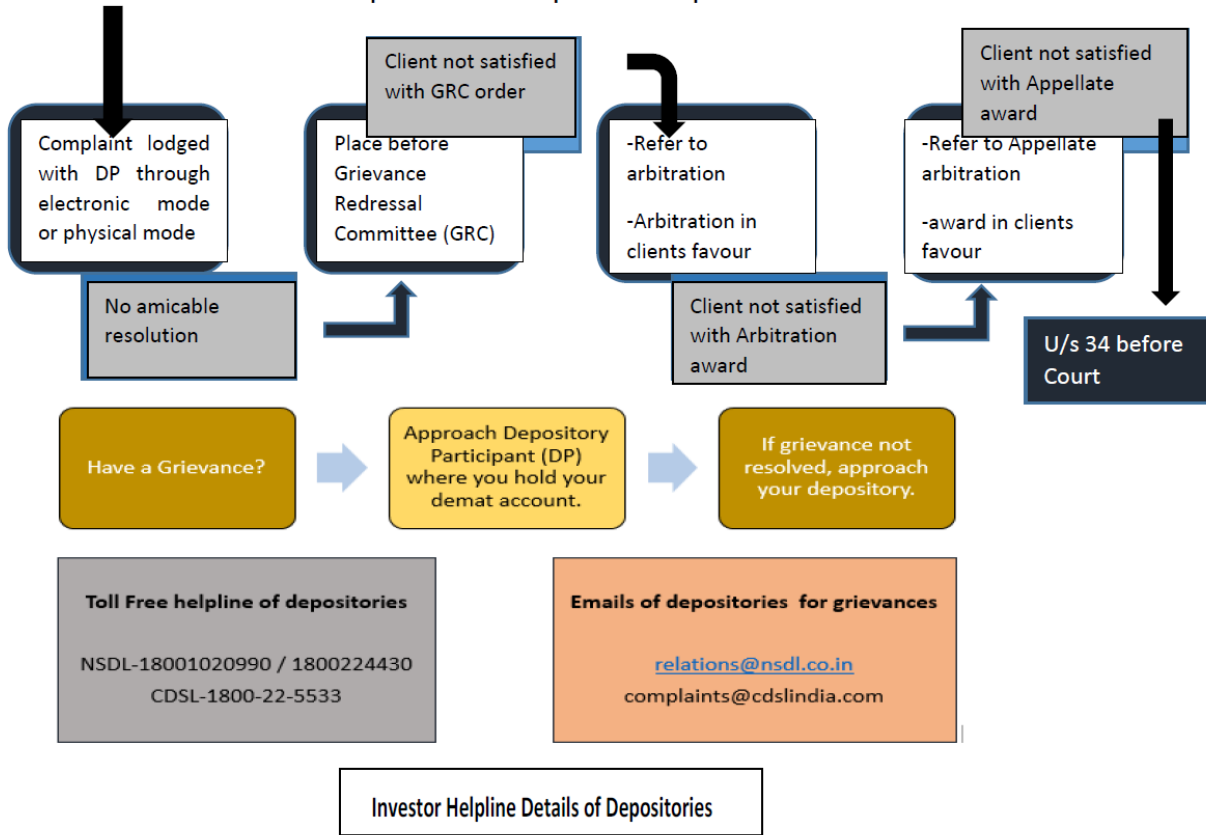 Client not satisfied
with GRC order
Client not satisfied
with Appellate
award
Complaint lodged
with DP through
electronic mode
or physical mode
Place before
Grievance
Redressal
Committee (GRC)
-Refer to
arbitration
-Arbitration in
clients favour
-Refer to Appellate
arbitration
-award in clients
favour
No amicable
resolution
Client not satisfied
with Arbitration
award
U/s 34 before
Court
Have a Grievance?
Approach Depository
Participant (DP)
where you hold your
demat account.
If grievance not
resolved, approach
your depository.
Toll Free helpline of depositories
NSDL-18001020990 / 1800224430
CDSL-1800-22-5533
Emails of depositories for grievances
relations@nsdl.co.in
complaints@cdslindia.com
Investor Helpline Details of Depositories